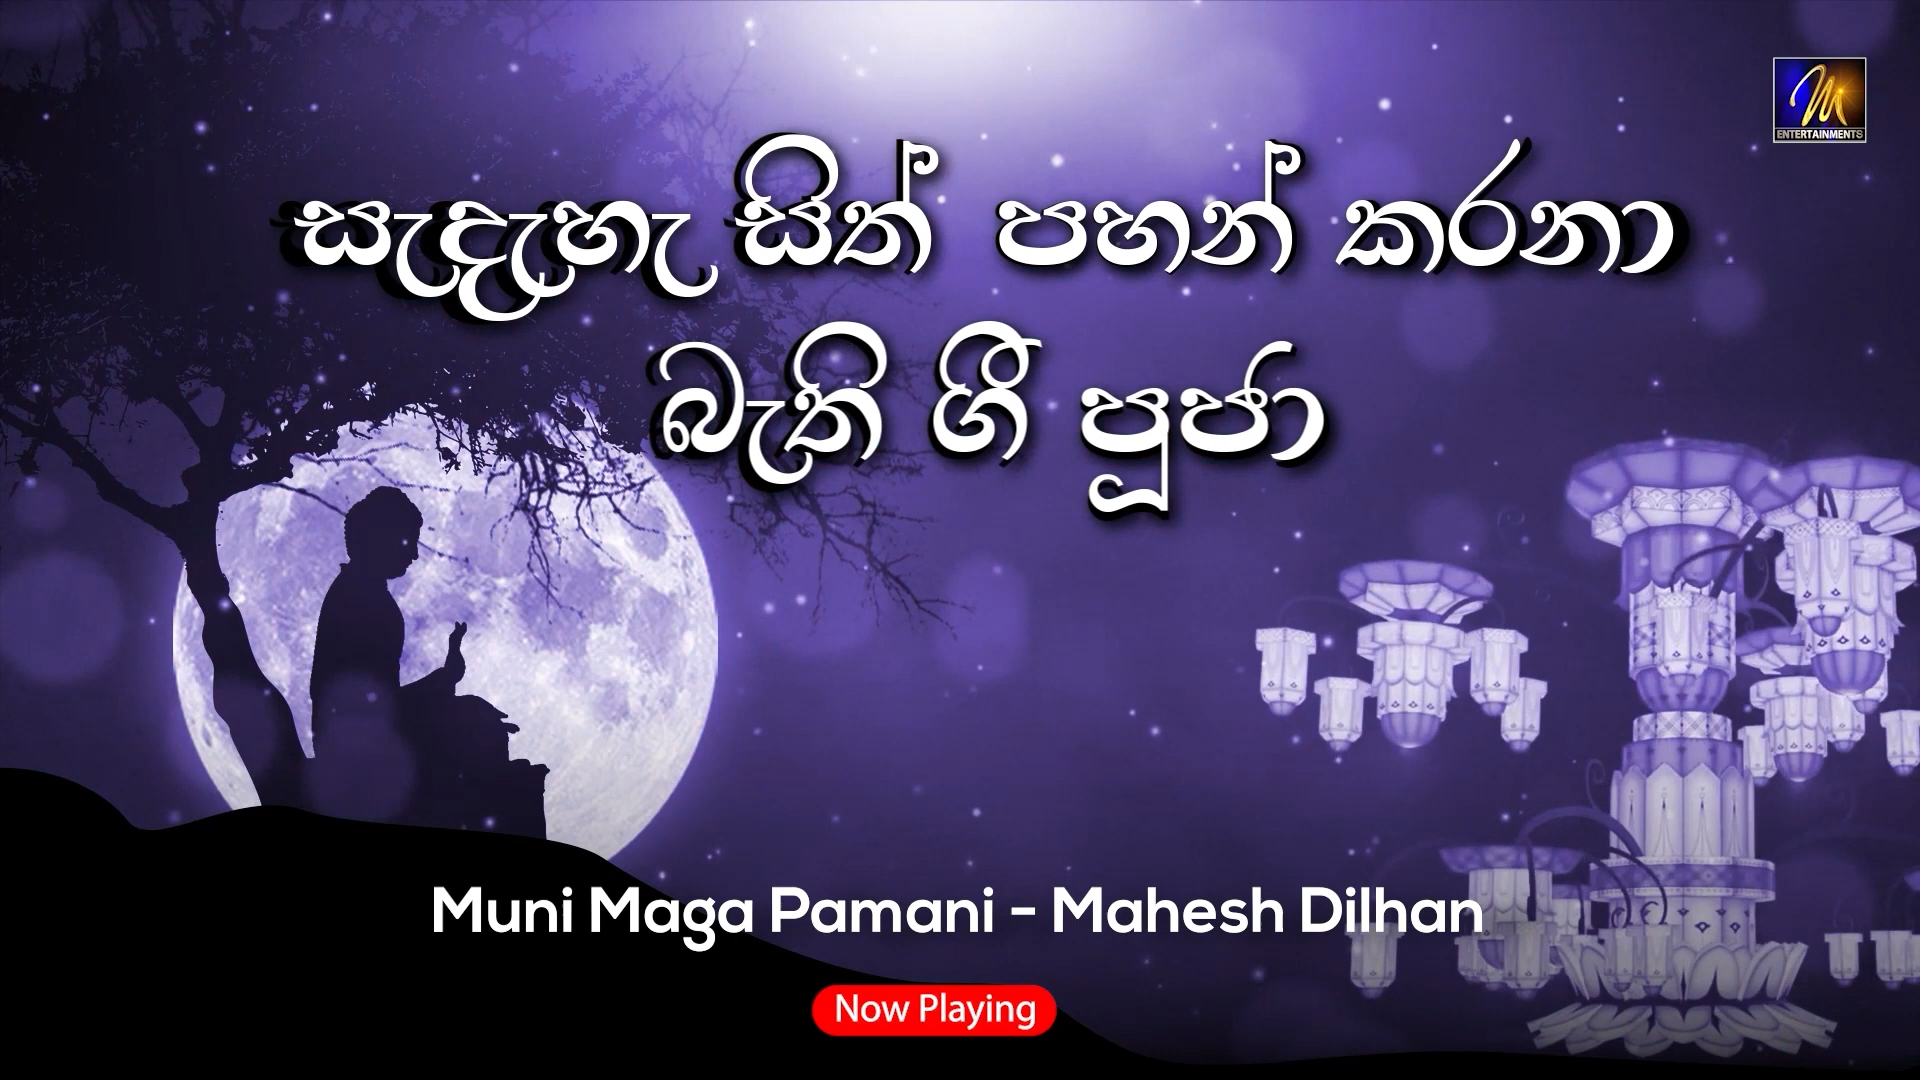 M
ENTERTAINMENTS
සැදැහැ සිත් පහන් කරනා
බැති ගී පූජා
Muni Maga Pamani - Mahesh Dilhan
Now Playing